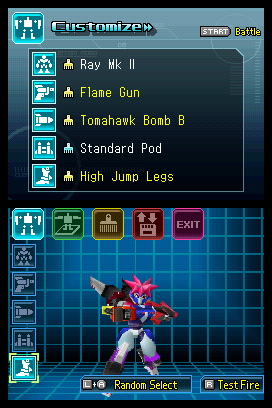 Customize
START Battle
Ray Mk II
Flame Gun
Tomahawk Bomb B
Standard Pod
High Jump Legs
EXIT
L+A Random Select
R Test Fire